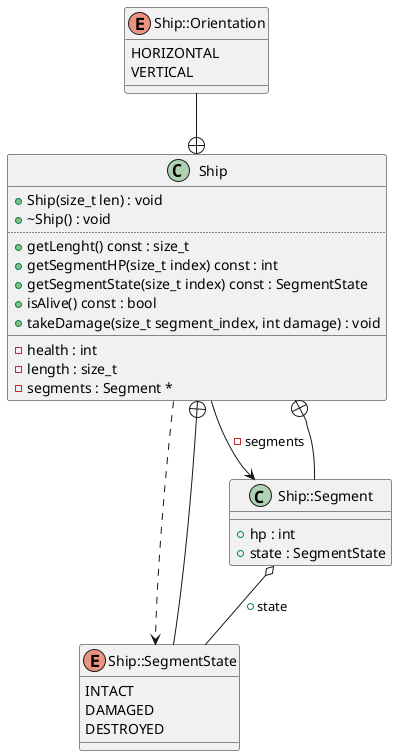 E Ship::Orientation
HORIZONTAL
VERTICAL
C Ship
Ship(size_t len) : void
~Ship() : void
getLenght() const : size_t
getSegmentHP(size_t index) const : int
getSegmentState(size_t index) const : SegmentState
isAlive() const : bool
takeDamage(size_t segment_index, int damage) : void
health : int
length : size_t
segments : Segment *
segments
C Ship::Segment
hp : int
state : SegmentState
state
E Ship::SegmentState
INTACT
DAMAGED
DESTROYED